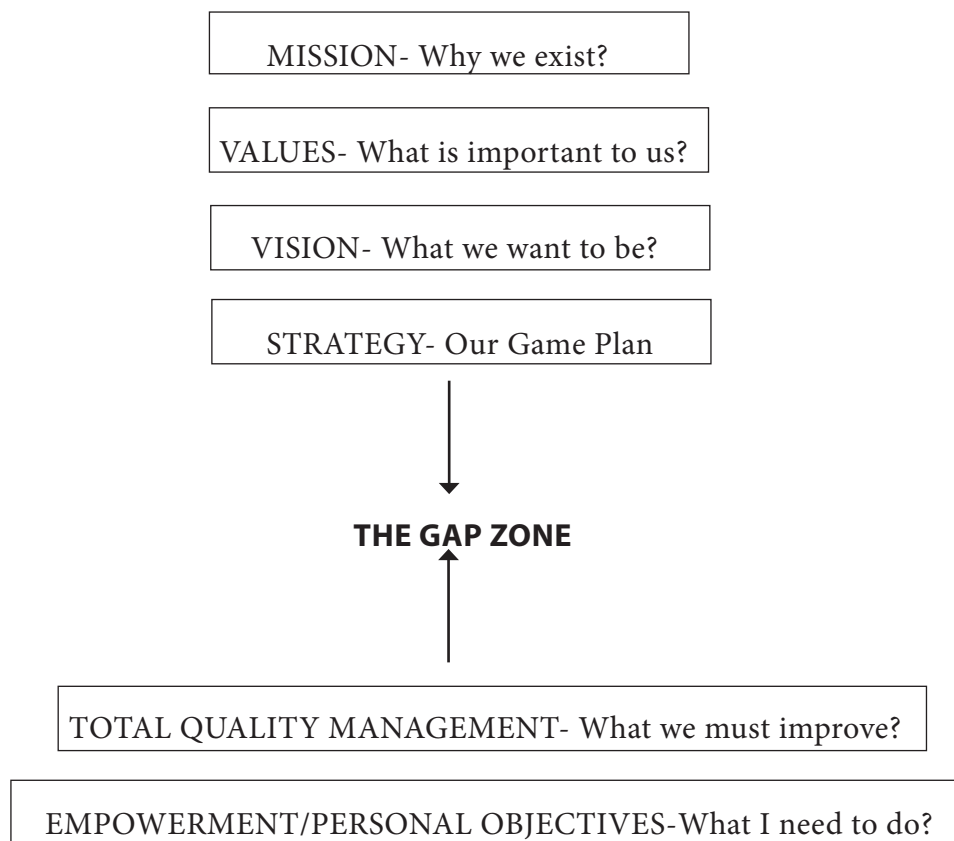 MISSION- Why we exist?
VALUES- What is important to us?
VISION- What we want to be?
STRATEGY- Our Game Plan
THE GAP ZONE
TOTAL QUALITY MANAGEMENT- What we must improve?
EMPOWERMENT/PERSONAL OBJECTIVES-What I need to do?